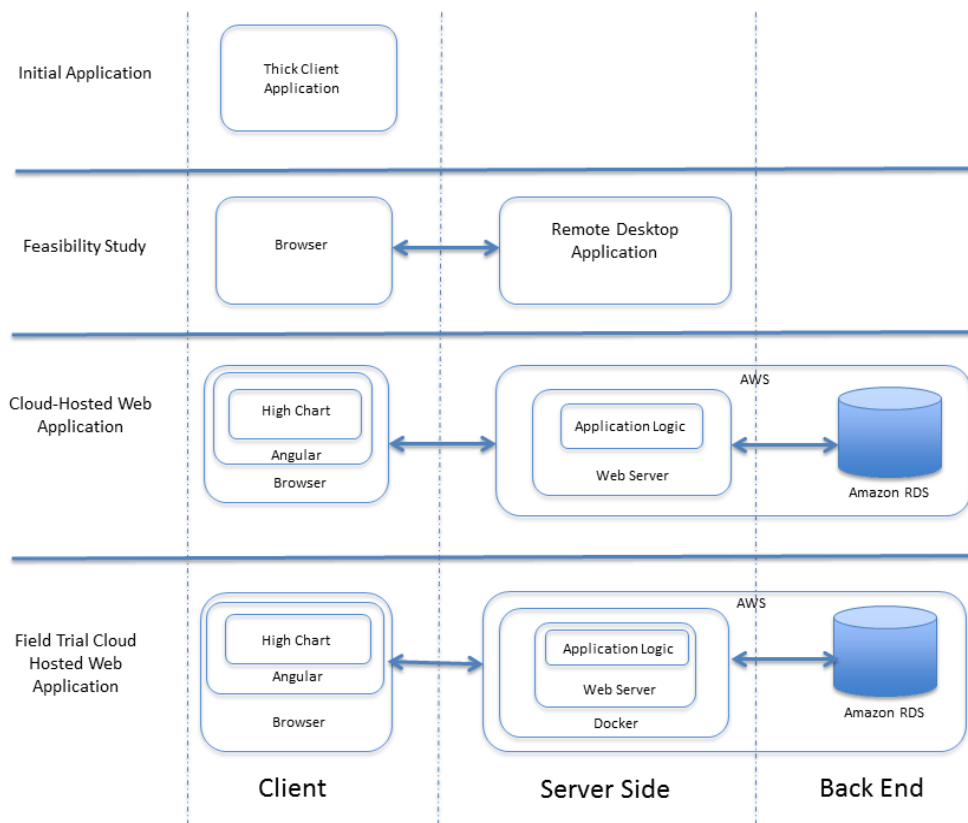 Initial Application
Thick Client
Application
Feasibility Study
Browser
Remote Desktop
Application
Cloud-Hosted Web
Application
High Chart
Angular
Browser
AWS
Application Logic
Web Server
Amazon RDS
Field Trial Cloud
Hosted Web
Application
High Chart
Angular
Browser
AWS
Application Logic
Web Server
Docker
Amazon RDS
Client
Server Side
Back End